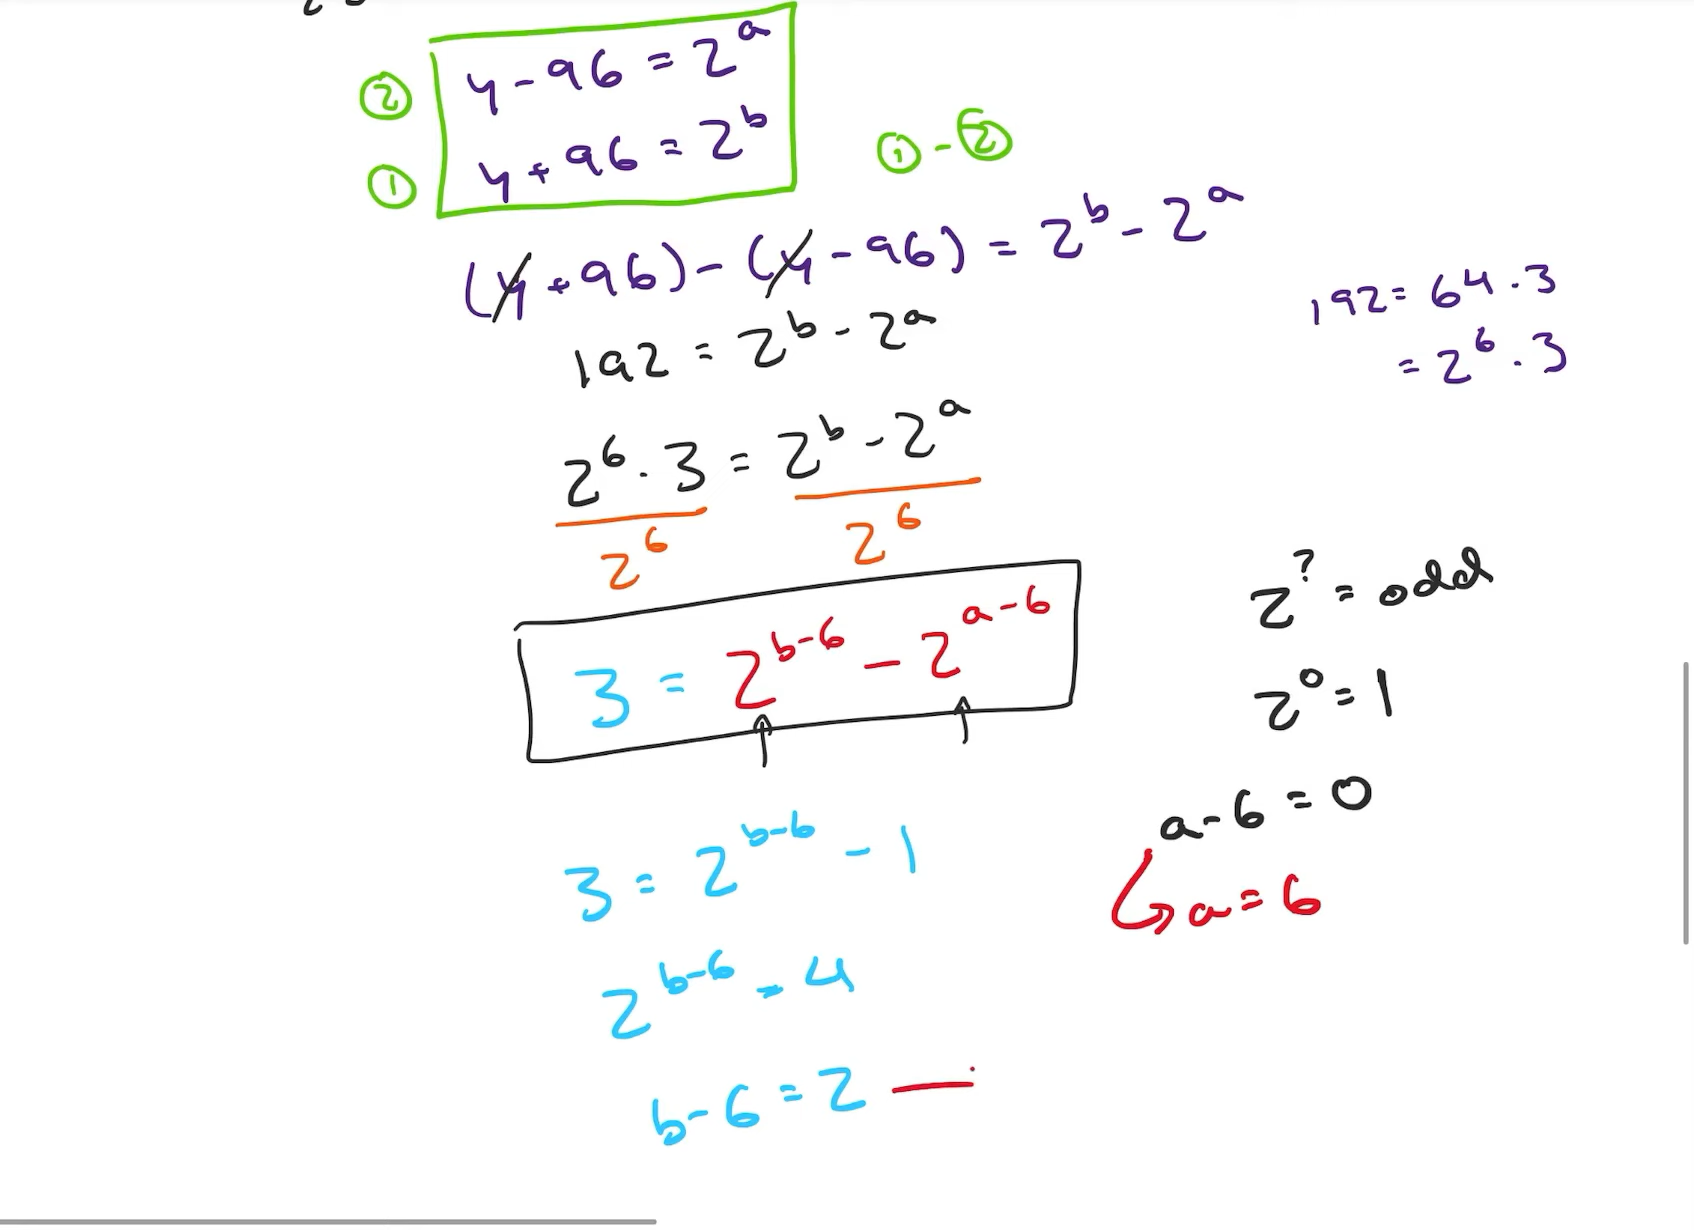 ② y - 96 = 2^a
① y + 96 = 2^b
① - ②
(y + 96) - (y - 96) = 2^b - 2^a
192 = 2^b - 2^a
192 = 64 · 3
= 2^6 · 3
2^6 · 3 = 2^b - 2^a
2^6 2^6
3 = 2^(b-6) - 2^(a-6)
2^? = odd
2^0 = 1
a - 6 = 0
a = 6
3 = 2^(b-6) - 1
2^(b-6) = 4
b - 6 = 2